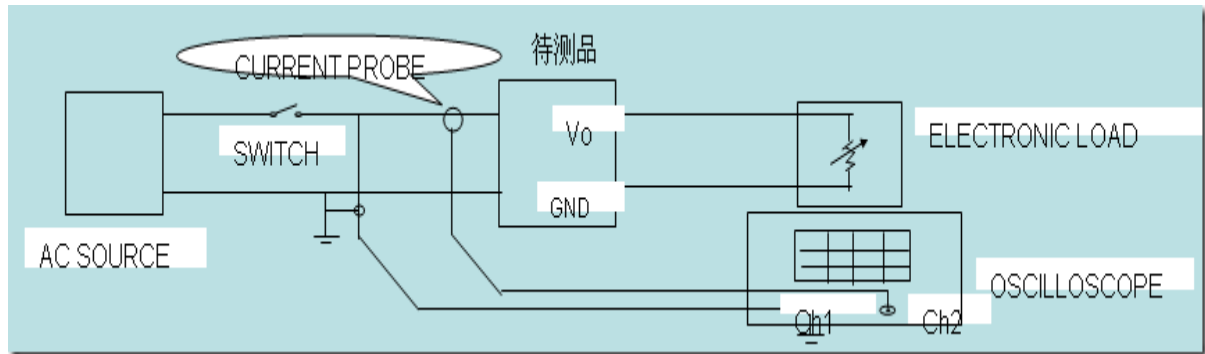 待测品
CURRENT PROBE
Vo
ELECTRONIC LOAD
SWITCH
GND
AC SOURCE
OSCILLOSCOPE
Ch1
Ch2